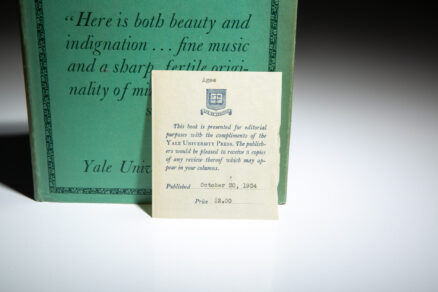 "Here is both beauty and
indignation ... fine music
and a sharp, fertile origi-
nality of mi
s
Yale Univ
Agee
This book is presented for editorial
purposes with the compliments of the
YALE UNIVERSITY PRESS. The publish-
ers would be pleased to receive 2 copies
of any review thereof which may ap-
pear in your columns.
Published October 20, 1934
Price $2.00